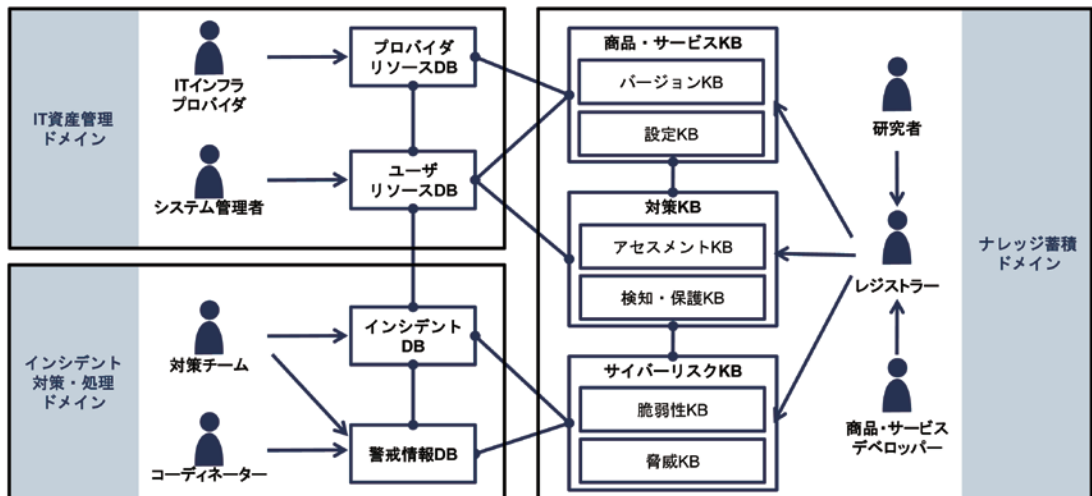 IT資産管理
ドメイン
ITインフラ
プロバイダ
システム管理者
プロバイダ
リソースDB
ユーザ
リソースDB
インシデント
対策・処理
ドメイン
対策チーム
コーディネーター
インシデント
DB
警戒情報DB
商品・サービスKB
バージョンKB
設定KB
対策KB
アセスメントKB
検知・保護KB
サイバーリスクKB
脆弱性KB
脅威KB
研究者
レジストラー
商品・サービス
デベロッパー
ナレッジ蓄積
ドメイン